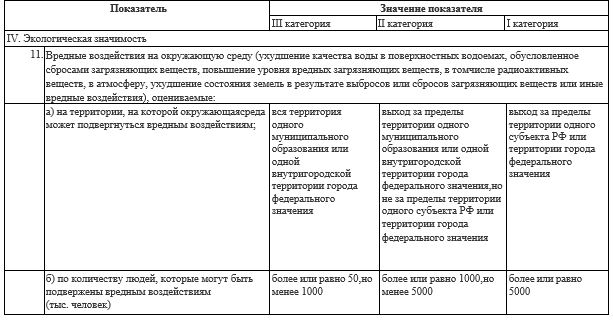 Показатель
Значение показателя
III категория
II категория
I категория
IV. Экологическая значимость
11. Вредные воздействия на окружающую среду (ухудшение качества воды в поверхностных водоемах, обусловленное
сбросами загрязняющих веществ, повышение уровня вредных загрязняющих веществ, в томчисле радиоактивных
веществ, в атмосферу, ухудшение состояния земель в результате выбросов или сбросов загрязняющих веществ или иные
вредные воздействия), оцениваемые:
а) на территории, на которой окружающаясреда
может подвергнуться вредным воздействиям;
вся территория
одного
муниципального
образования или
одной
внутригородской
территории города
федерального
значения
выход за пределы
территории одного
муниципального
образования или одной
внутригородской
территории города
федерального значения,но
не за пределы территории
одного субъекта РФ или
территории города
федерального значения
выход за пределы
территории одного
субъекта РФ или
территории города
федерального
значения
б) по количеству людей, которые могут быть
подвержены вредным воздействиям
(тыс. человек)
более или равно 50,но
менее 1000
более или равно 1000,но
менее 5000
более или равно
5000